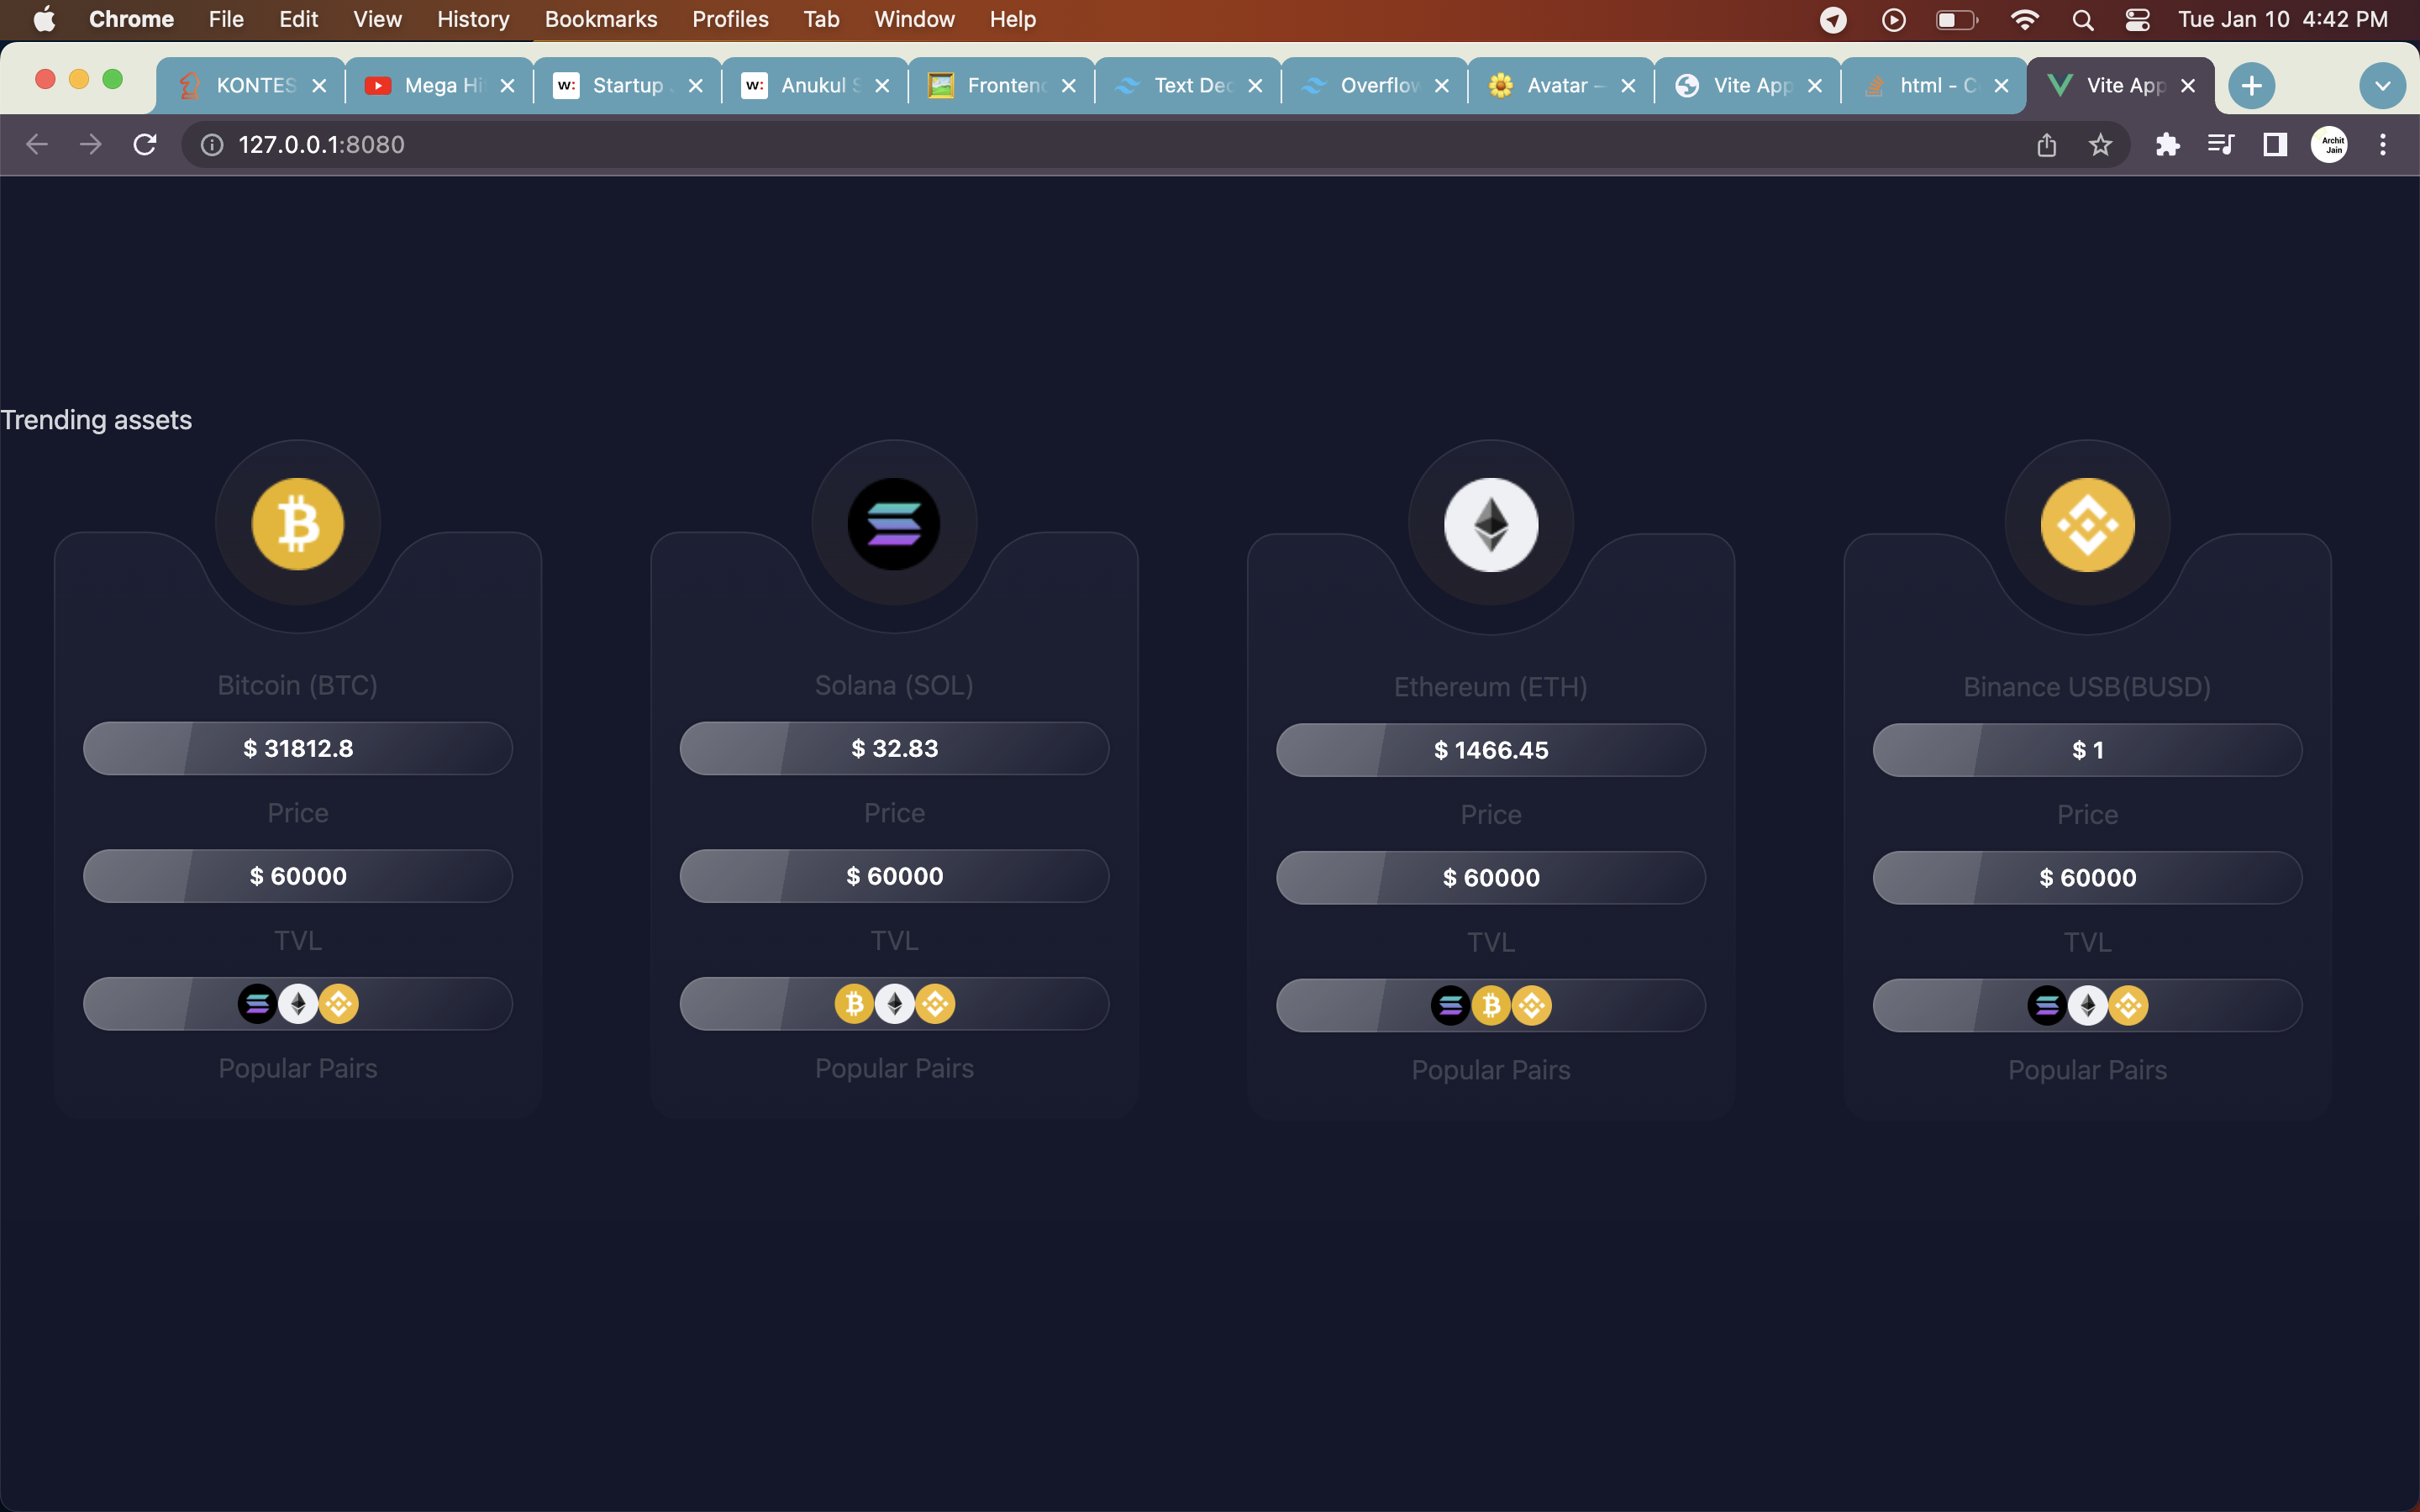 Chrome File Edit View History Bookmarks Profiles Tab Window Help Tue Jan 10 4:42 PM
KONTES Mega Hi Startup Anukul S Frontend Text Dec Overflow Avatar – Vite App html - C Vite App
127.0.0.1:8080
Archit
Jain
Trending assets
Bitcoin (BTC) Solana (SOL) Ethereum (ETH) Binance USB(BUSD)
$ 31812.8 $ 32.83 $ 1466.45 $ 1
Price Price Price Price
$ 60000 $ 60000 $ 60000 $ 60000
TVL TVL TVL TVL
Popular Pairs Popular Pairs Popular Pairs Popular Pairs